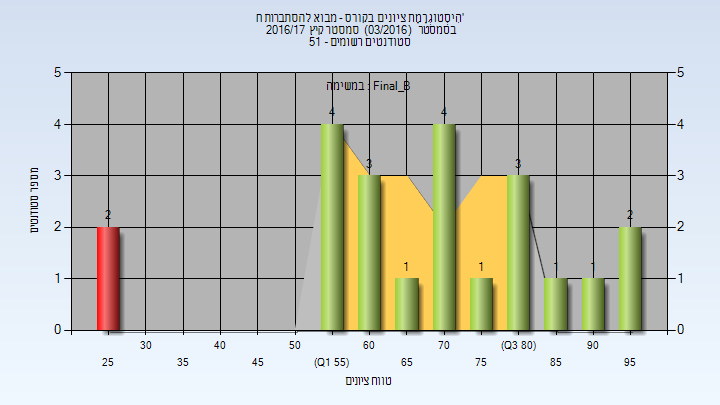 היסטוגרמת ציונים בקורס - מבוא להסתברות ח'
בסמסטר (03/2016) סמסטר קיץ 2016/17
סטודנטים רשומים - 51
במשימה : Final_B
מספר סטודנטים
5 5
4 4
3 3
2 2
1 1
0 0
2 4 3 1 4 1 3 1 1 2
30 35 40 45 50 60 70 (Q3 80) 90
25 35 45 (Q1 55) 65 75 85 95
טווח ציונים